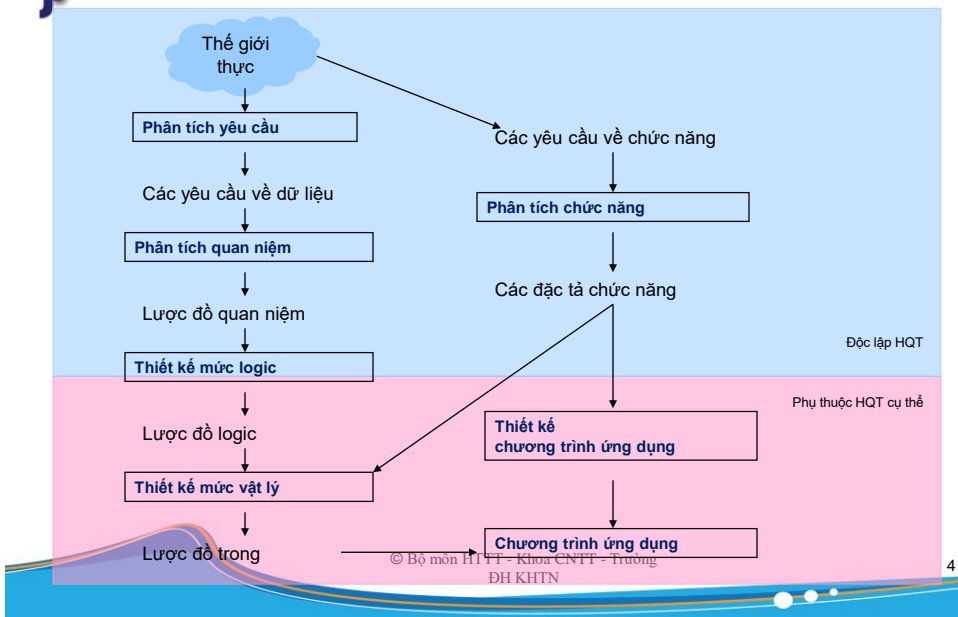 Thế giới
thực
Phân tích yêu cầu
Các yêu cầu về chức năng
Các yêu cầu về dữ liệu
Phân tích chức năng
Phân tích quan niệm
Các đặc tả chức năng
Lược đồ quan niệm
Độc lập HQT
Thiết kế mức logic
Phụ thuộc HQT cụ thể
Lược đồ logic
Thiết kế
chương trình ứng dụng
Thiết kế mức vật lý
Lược đồ trong
Chương trình ứng dụng
© Bộ môn HTTT - Khoa CNTT - Trường
ĐH KHTN
4